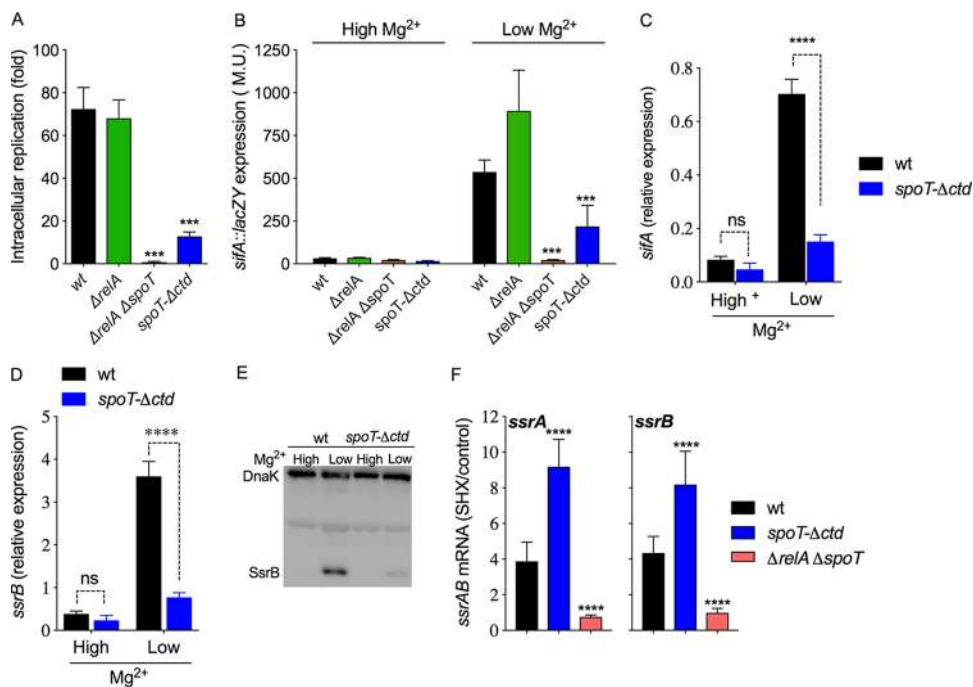 A
Intracellular replication (fold)
100
80
60
40
20
0
***
***
wt
ΔrelA
ΔrelA ΔspoT
spoT-Δctd
B
High Mg²⁺
Low Mg²⁺
sifA::lacZY expression ( M.U.)
1250
1000
750
500
250
0
***
***
wt
ΔrelA
ΔrelA ΔspoT
spoT-Δctd
wt
ΔrelA
ΔrelA ΔspoT
spoT-Δctd
C
sifA (relative expression)
0.8
0.6
0.4
0.2
0.0
ns
****
High ⁺
Low
Mg²⁺
wt
spoT-Δctd
D
wt
spoT-Δctd
ssrB (relative expression)
5
4
3
2
1
0
ns
****
High
Low
Mg²⁺
E
wt spoT-Δctd
Mg²⁺ High Low High Low
DnaK
SsrB
F
ssrAB mRNA (SHX/control)
12
10
8
6
4
2
0
ssrA
****
****
ssrB
****
****
wt
spoT-Δctd
ΔrelA ΔspoT